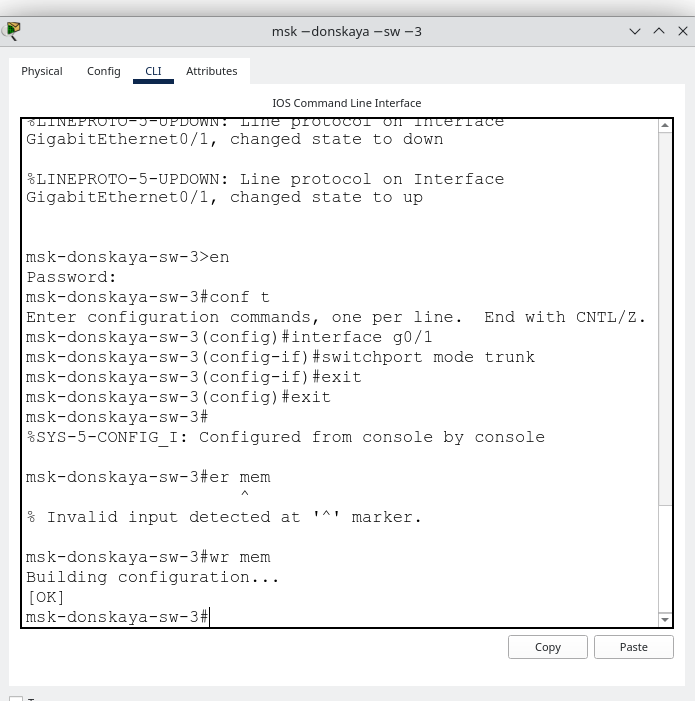 msk −donskaya −sw −3
Physical Config CLI Attributes
IOS Command Line Interface
%LINEPROTO-5-UPDOWN: Line protocol on Interface
GigabitEthernet0/1, changed state to down
%LINEPROTO-5-UPDOWN: Line protocol on Interface
GigabitEthernet0/1, changed state to up
msk-donskaya-sw-3>en
Password:
msk-donskaya-sw-3#conf t
Enter configuration commands, one per line.  End with CNTL/Z.
msk-donskaya-sw-3(config)#interface g0/1
msk-donskaya-sw-3(config-if)#switchport mode trunk
msk-donskaya-sw-3(config-if)#exit
msk-donskaya-sw-3(config)#exit
msk-donskaya-sw-3#
%SYS-5-CONFIG_I: Configured from console by console
msk-donskaya-sw-3#er mem
^
% Invalid input detected at '^' marker.
msk-donskaya-sw-3#wr mem
Building configuration...
[OK]
msk-donskaya-sw-3#
Copy Paste